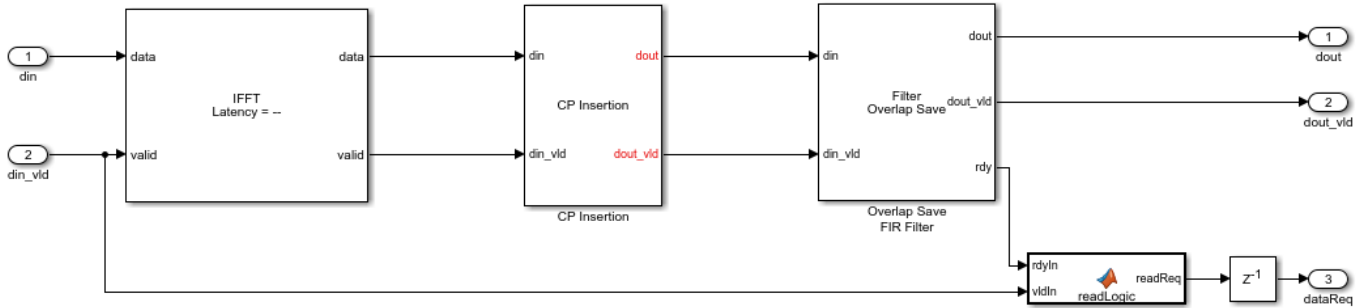 1
din
2
din_vld
data
valid
IFFT
Latency = --
data
valid
din
din_vld
CP Insertion
dout
dout_vld
CP Insertion
din
din_vld
Filter
Overlap Save
dout
dout_vld
rdy
Overlap Save
FIR Filter
1
dout
2
dout_vld
rdyIn
vldIn
readReq
readLogic
z-1
3
dataReq